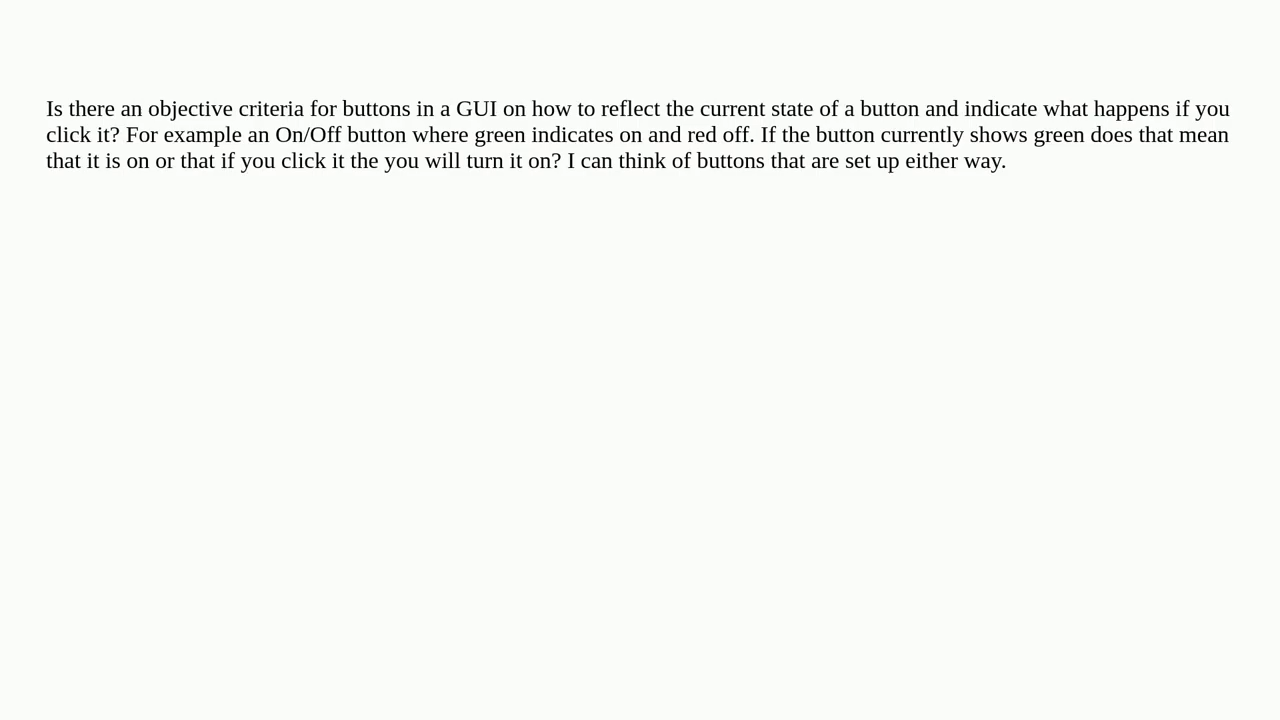 Is there an objective criteria for buttons in a GUI on how to reflect the current state of a button and indicate what happens if you
click it? For example an On/Off button where green indicates on and red off. If the button currently shows green does that mean
that it is on or that if you click it the you will turn it on? I can think of buttons that are set up either way.